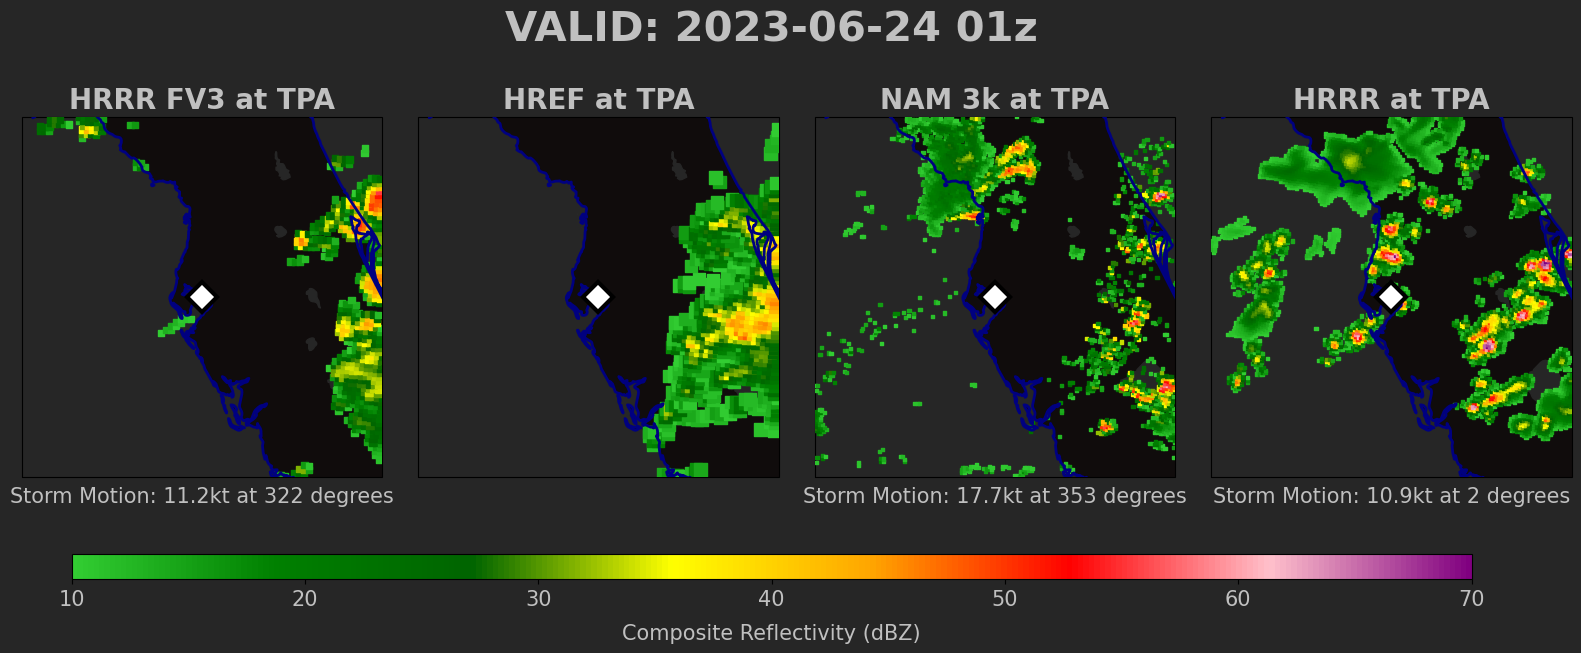 VALID: 2023-06-24 01z
HRRR FV3 at TPA
HREF at TPA
NAM 3k at TPA
HRRR at TPA
Storm Motion: 11.2kt at 322 degrees
Storm Motion: 17.7kt at 353 degrees
Storm Motion: 10.9kt at 2 degrees
10 20 30 40 50 60 70
Composite Reflectivity (dBZ)